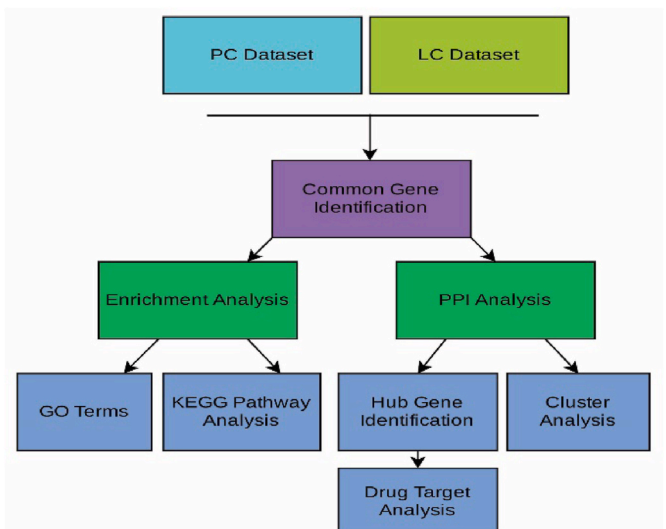 PC Dataset
LC Dataset
Common Gene
Identification
Enrichment Analysis
PPI Analysis
GO Terms
KEGG Pathway
Analysis
Hub Gene
Identification
Cluster
Analysis
Drug Target
Analysis